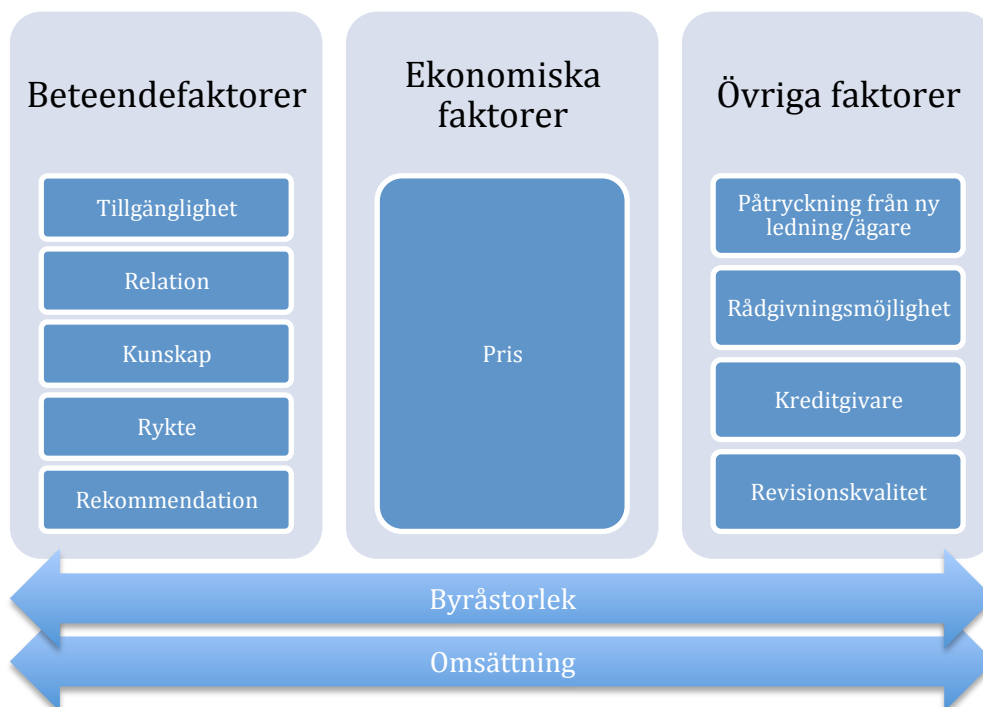 Beteendefaktorer
Tillgänglighet
Relation
Kunskap
Rykte
Rekommendation
Ekonomiska
faktorer
Pris
Övriga faktorer
Påtryckning från ny
ledning/ägare
Rådgivningsmöjlighet
Kreditgivare
Revisionskvalitet
Byråstorlek
Omsättning